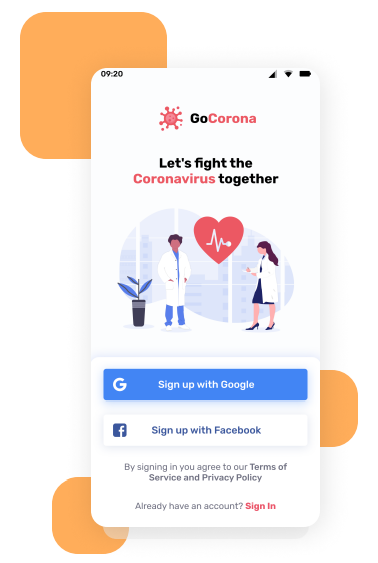 09:20
GoCorona
Let's fight the
Coronavirus together
Sign up with Google
Sign up with Facebook
By signing in you agree to our Terms of
Service and Privacy Policy
Already have an account? Sign In